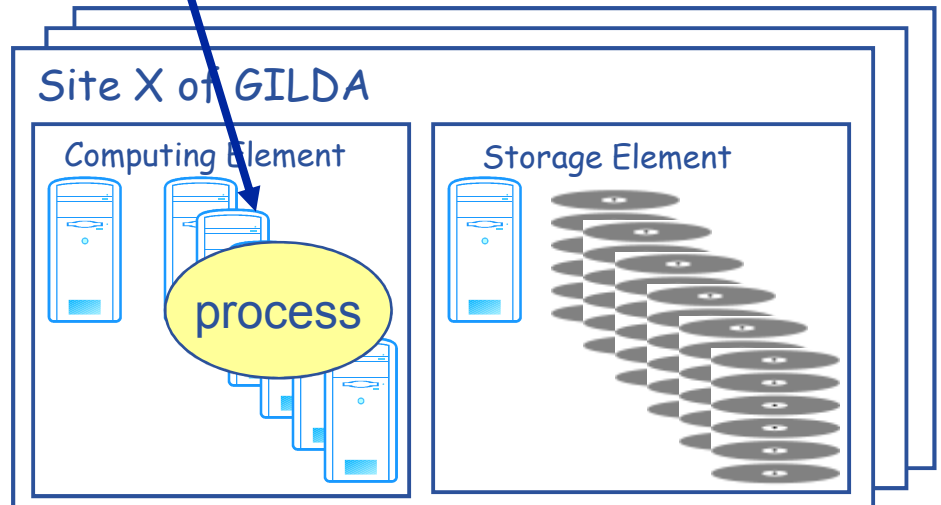 Site X of GILDA
Computing Element
Storage Element
process